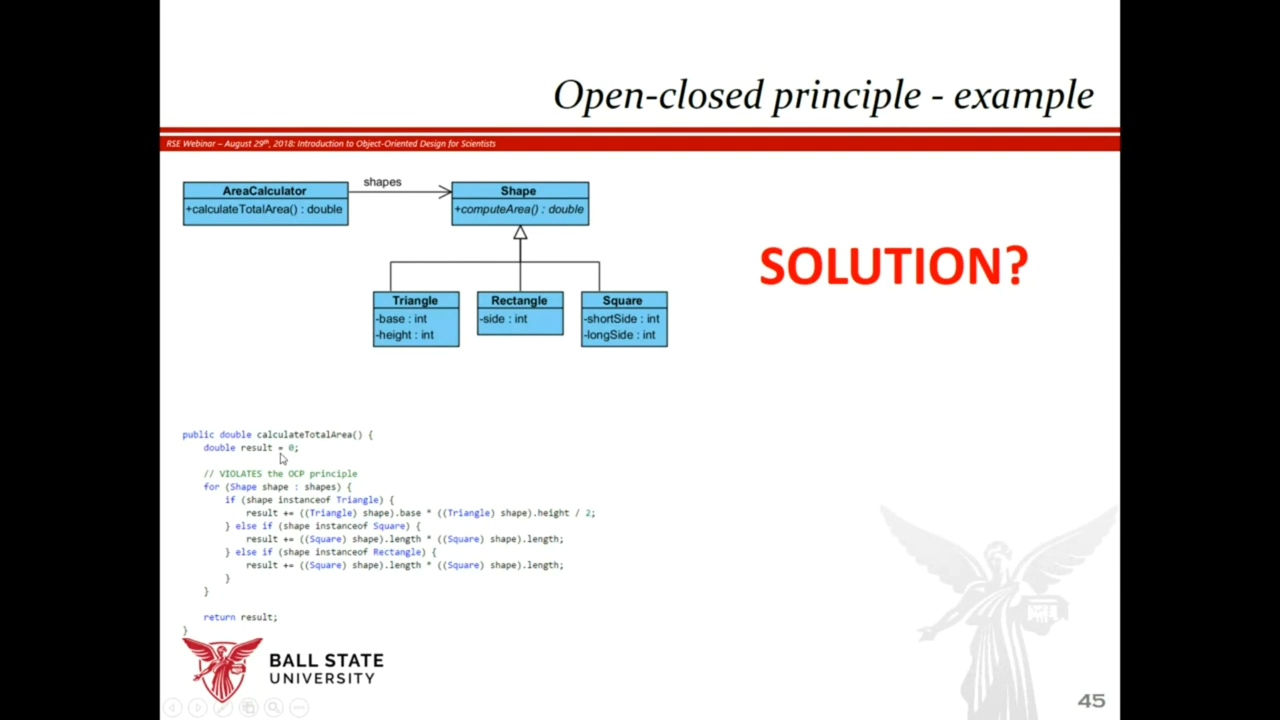 Open-closed principle - example
RSE Webinar – August 29th, 2018: Introduction to Object-Oriented Design for Scientists
AreaCalculator
+calculateTotalArea() : double
shapes
Shape
+computeArea() : double
SOLUTION?
Triangle
-base : int
-height : int
Rectangle
-side : int
Square
-shortSide : int
-longSide : int
public double calculateTotalArea() {
double result = 0;
// VIOLATES the OCP principle
for (Shape shape : shapes) {
if (shape instanceof Triangle) {
result += ((Triangle) shape).base * ((Triangle) shape).height / 2;
} else if (shape instanceof Square) {
result += ((Square) shape).length * ((Square) shape).length;
} else if (shape instanceof Rectangle) {
result += ((Square) shape).length * ((Square) shape).length;
}
}
return result;
}
BALL STATE
UNIVERSITY
45